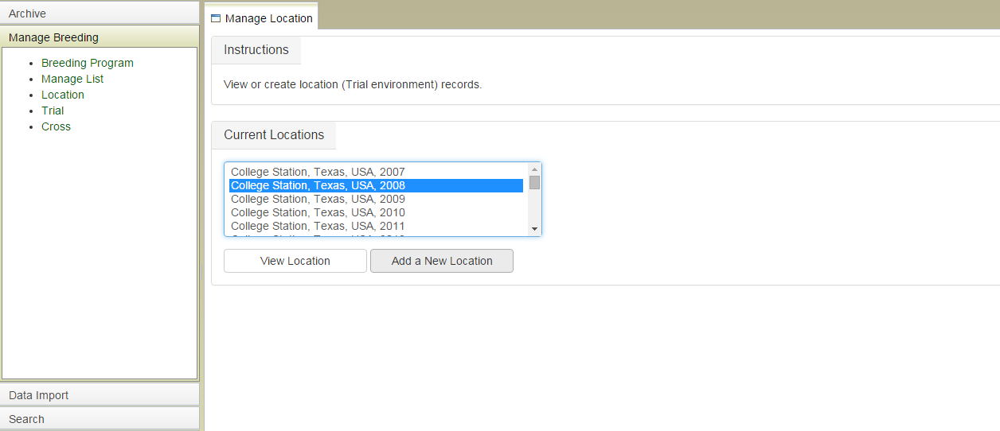 Archive
Manage Breeding
Breeding Program
Manage List
Location
Trial
Cross
Data Import
Search
Manage Location
Instructions
View or create location (Trial environment) records.
Current Locations
College Station, Texas, USA, 2007
College Station, Texas, USA, 2008
College Station, Texas, USA, 2009
College Station, Texas, USA, 2010
College Station, Texas, USA, 2011
View Location
Add a New Location